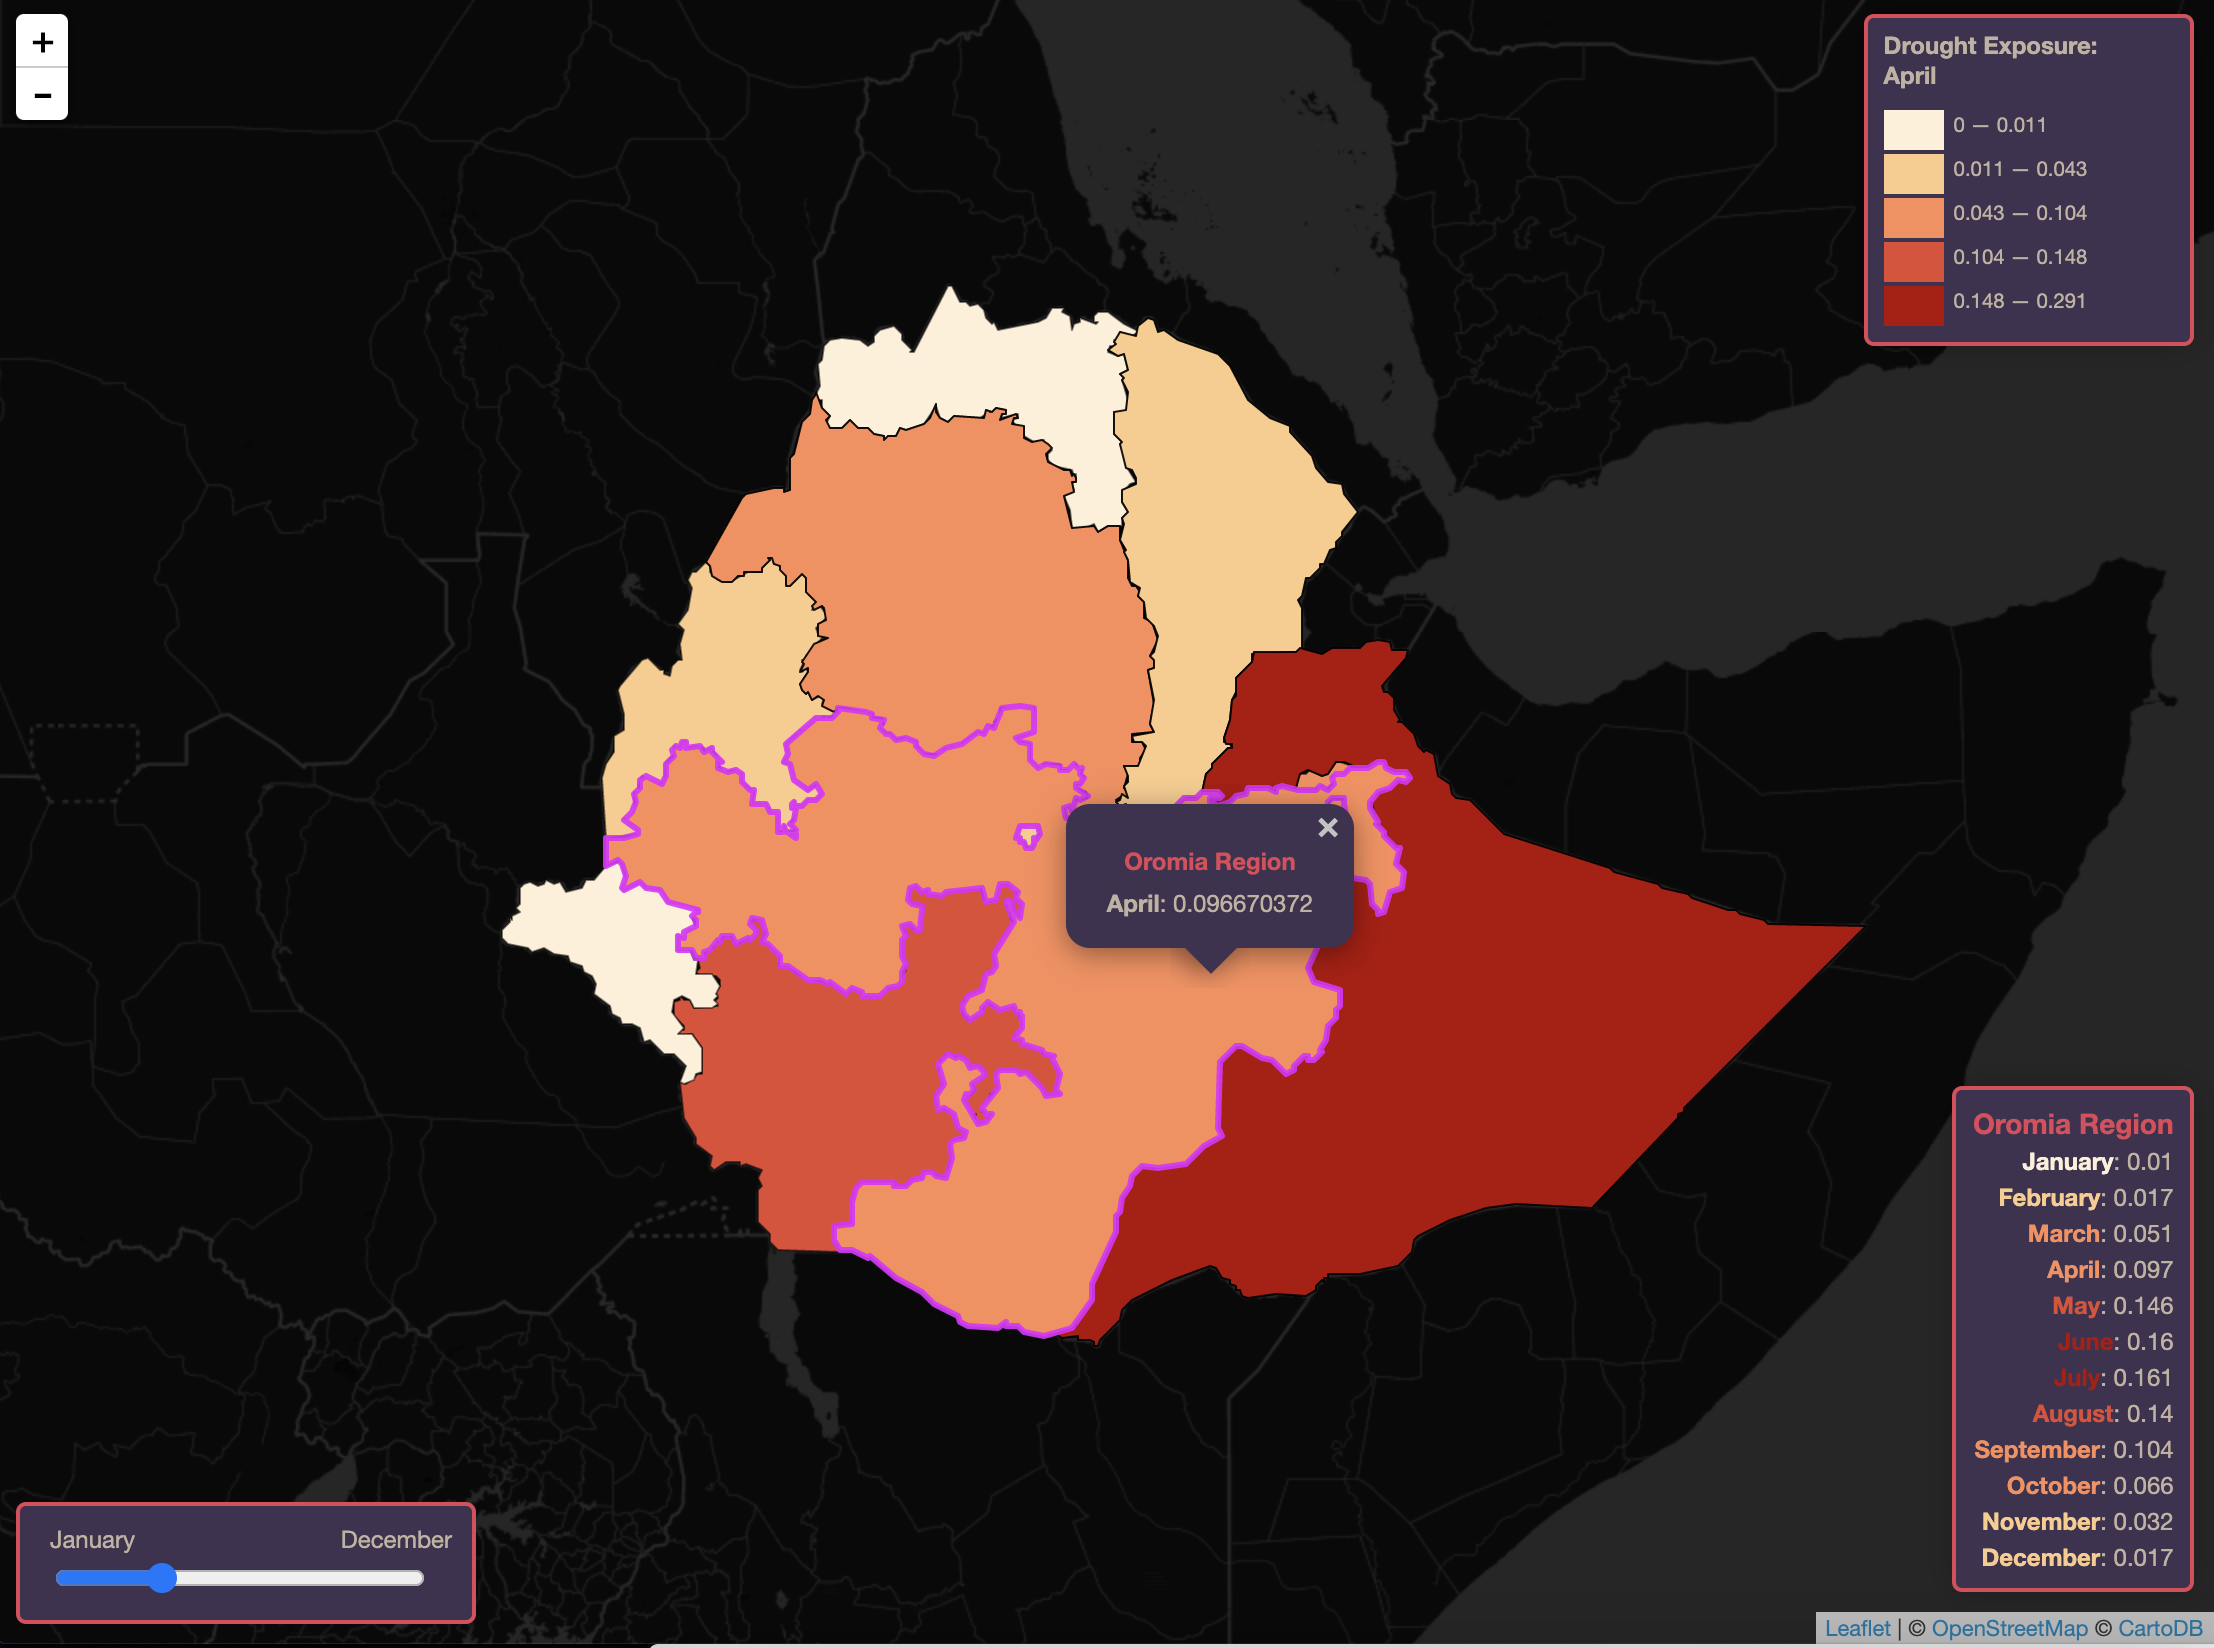 +
−
Drought Exposure:
April
0 — 0.011
0.011 — 0.043
0.043 — 0.104
0.104 — 0.148
0.148 — 0.291
×
Oromia Region
April: 0.096670372
Oromia Region
January: 0.01
February: 0.017
March: 0.051
April: 0.097
May: 0.146
June: 0.16
July: 0.161
August: 0.14
September: 0.104
October: 0.066
November: 0.032
December: 0.017
January December
Leaflet | © OpenStreetMap © CartoDB